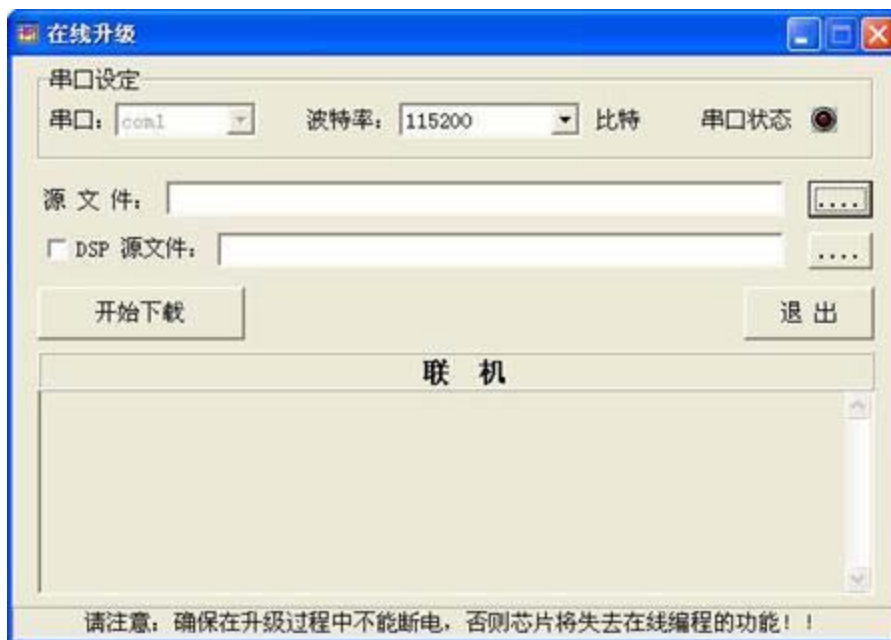 在线升级
串口设定
串口： com1 波特率： 115200 比特 串口状态
源 文 件： ....
DSP 源文件： ....
开始下载 退 出
联 机
请注意：确保在升级过程中不能断电，否则芯片将失去在线编程的功能！！